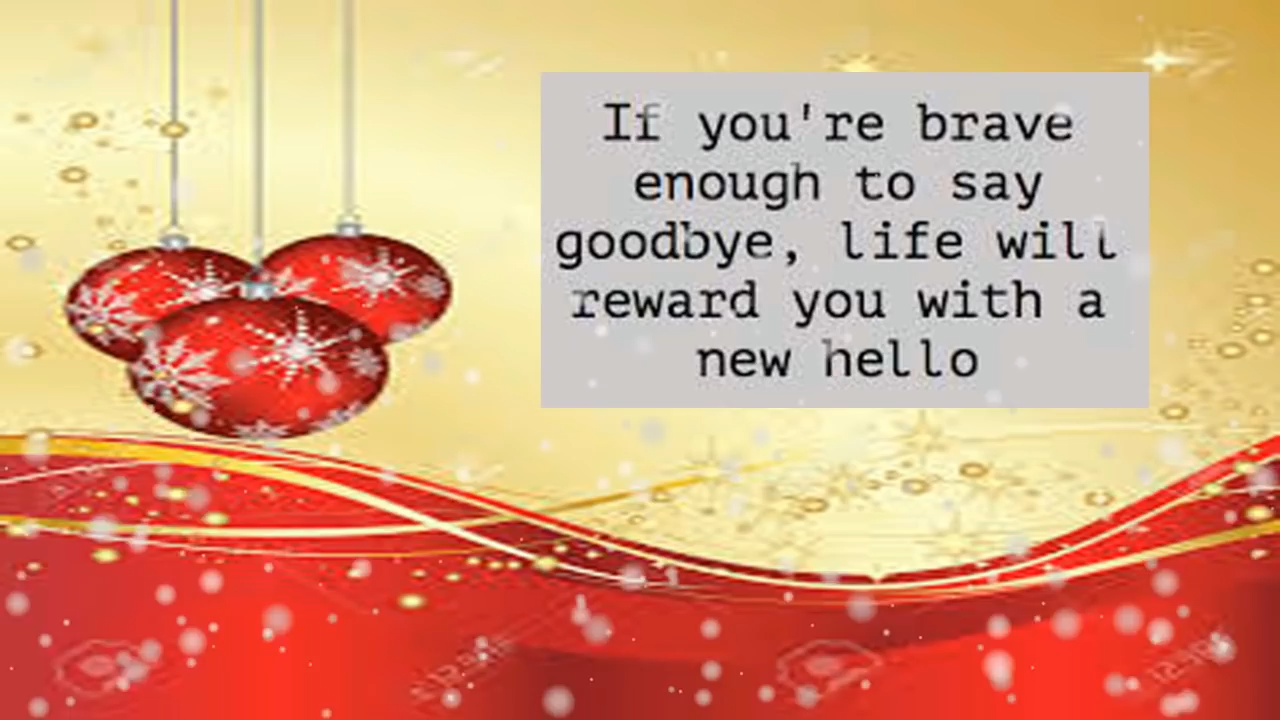 If you're brave
enough to say
goodbye, life will
reward you with a
new hello